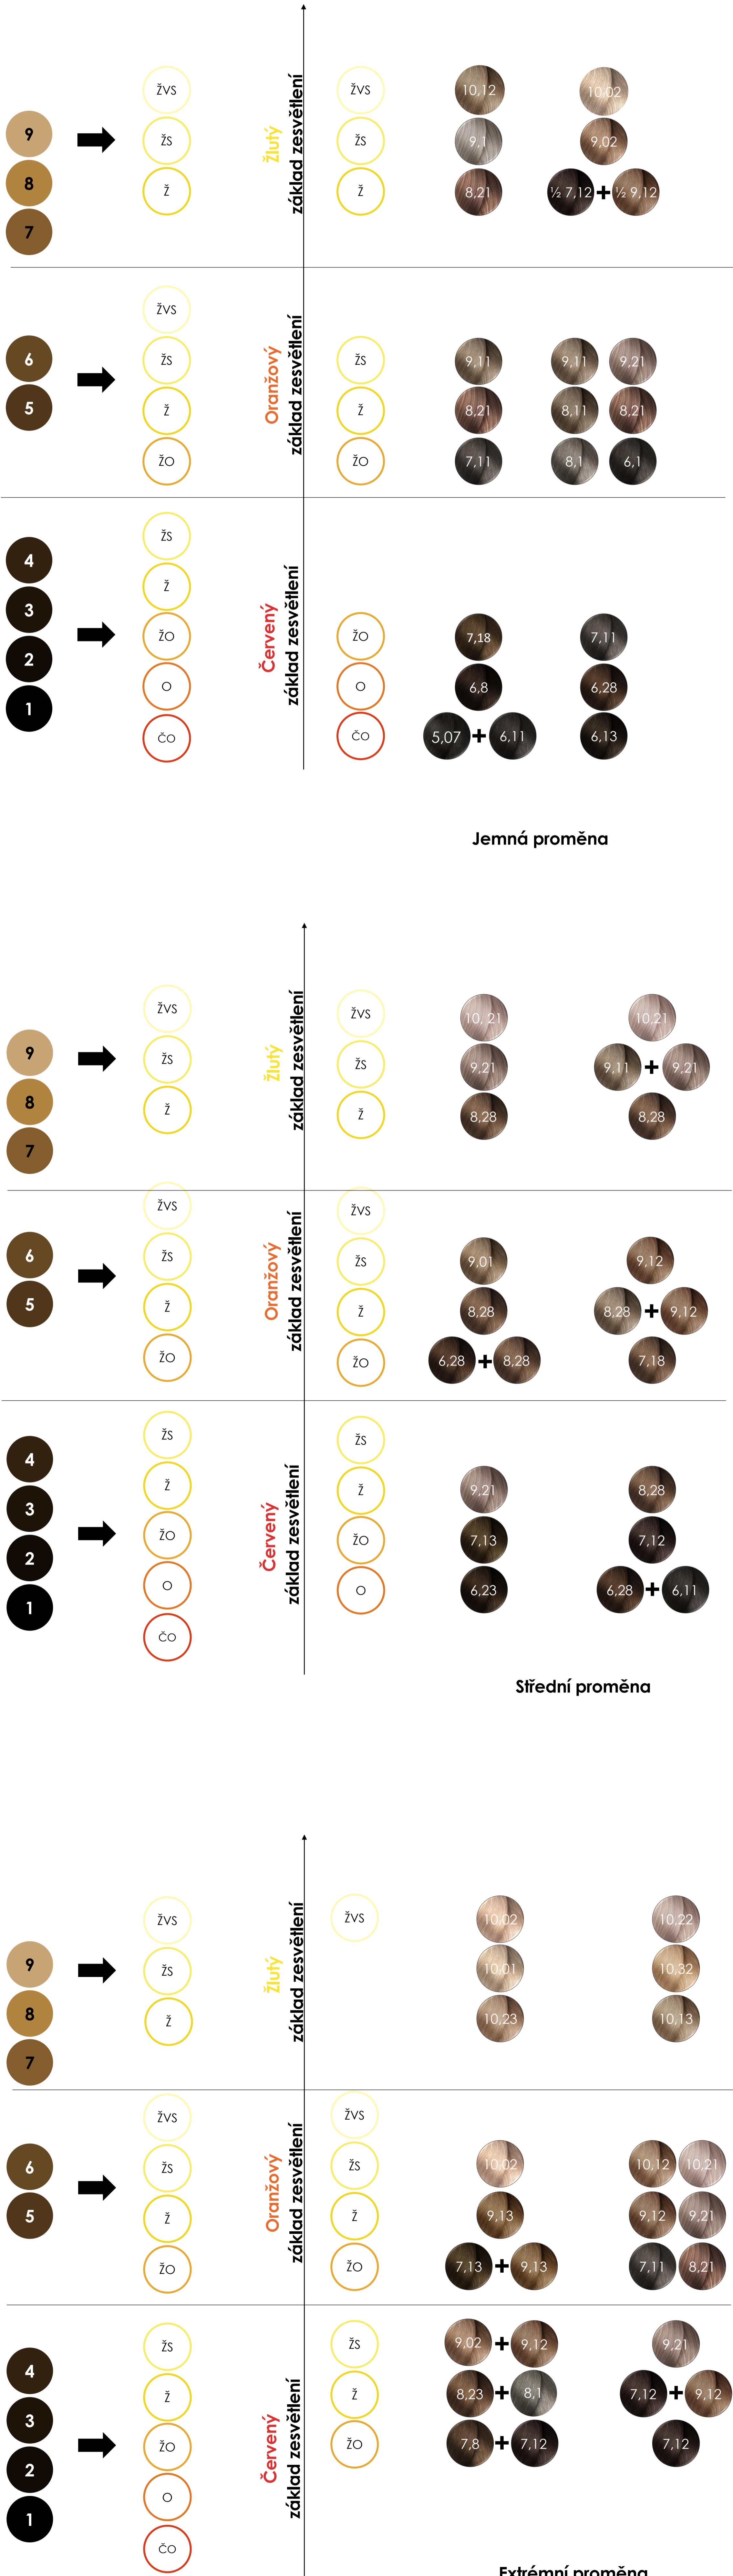 ŽVS ŽVS 10,12 10,02
9 ŽS ŽS 9,1 9,02
8 Ž Ž 8,21 ½ 7,12 + ½ 9,12
7
Žlutý
základ zesvětlení
ŽVS
6 ŽS ŽS 9,11 9,11 9,21
5 Ž Ž 8,21 8,11 8,21
ŽO ŽO 7,11 8,1 6,1
Oranžový
základ zesvětlení
ŽS
4 Ž
3 ŽO ŽO 7,18 7,11
2 O O 6,8 6,28
1 ČO ČO 5,07 + 6,11 6,13
Červený
základ zesvětlení
Jemná proměna
ŽVS ŽVS 10, 21 10,21
9 ŽS ŽS 9,21 9,11 + 9,21
8 Ž Ž 8,28 8,28
7
Žlutý
základ zesvětlení
ŽVS ŽVS
6 ŽS ŽS 9,01 9,12
5 Ž Ž 8,28 8,28 + 9,12
ŽO ŽO 6,28 + 8,28 7,18
Oranžový
základ zesvětlení
ŽS ŽS
4 Ž Ž 9,21 8,28
3 ŽO ŽO 7,13 7,12
2 O O 6,23 6,28 + 6,11
1 ČO
Červený
základ zesvětlení
Střední proměna
ŽVS ŽVS 10,02 10,22
9 ŽS 10,01 10,32
8 Ž 10,23 10,13
7
Žlutý
základ zesvětlení
ŽVS ŽVS
6 ŽS ŽS 10,02 10,12 10,21
5 Ž Ž 9,13 9,12 9,21
ŽO ŽO 7,13 + 9,13 7,11 8,21
Oranžový
základ zesvětlení
ŽS ŽS 9,02 + 9,12 9,21
4 Ž Ž 8,23 + 8,1 7,12 + 9,12
3 ŽO ŽO 7,8 + 7,12 7,12
2 O
1 ČO
Červený
základ zesvětlení
Extrémní proměna